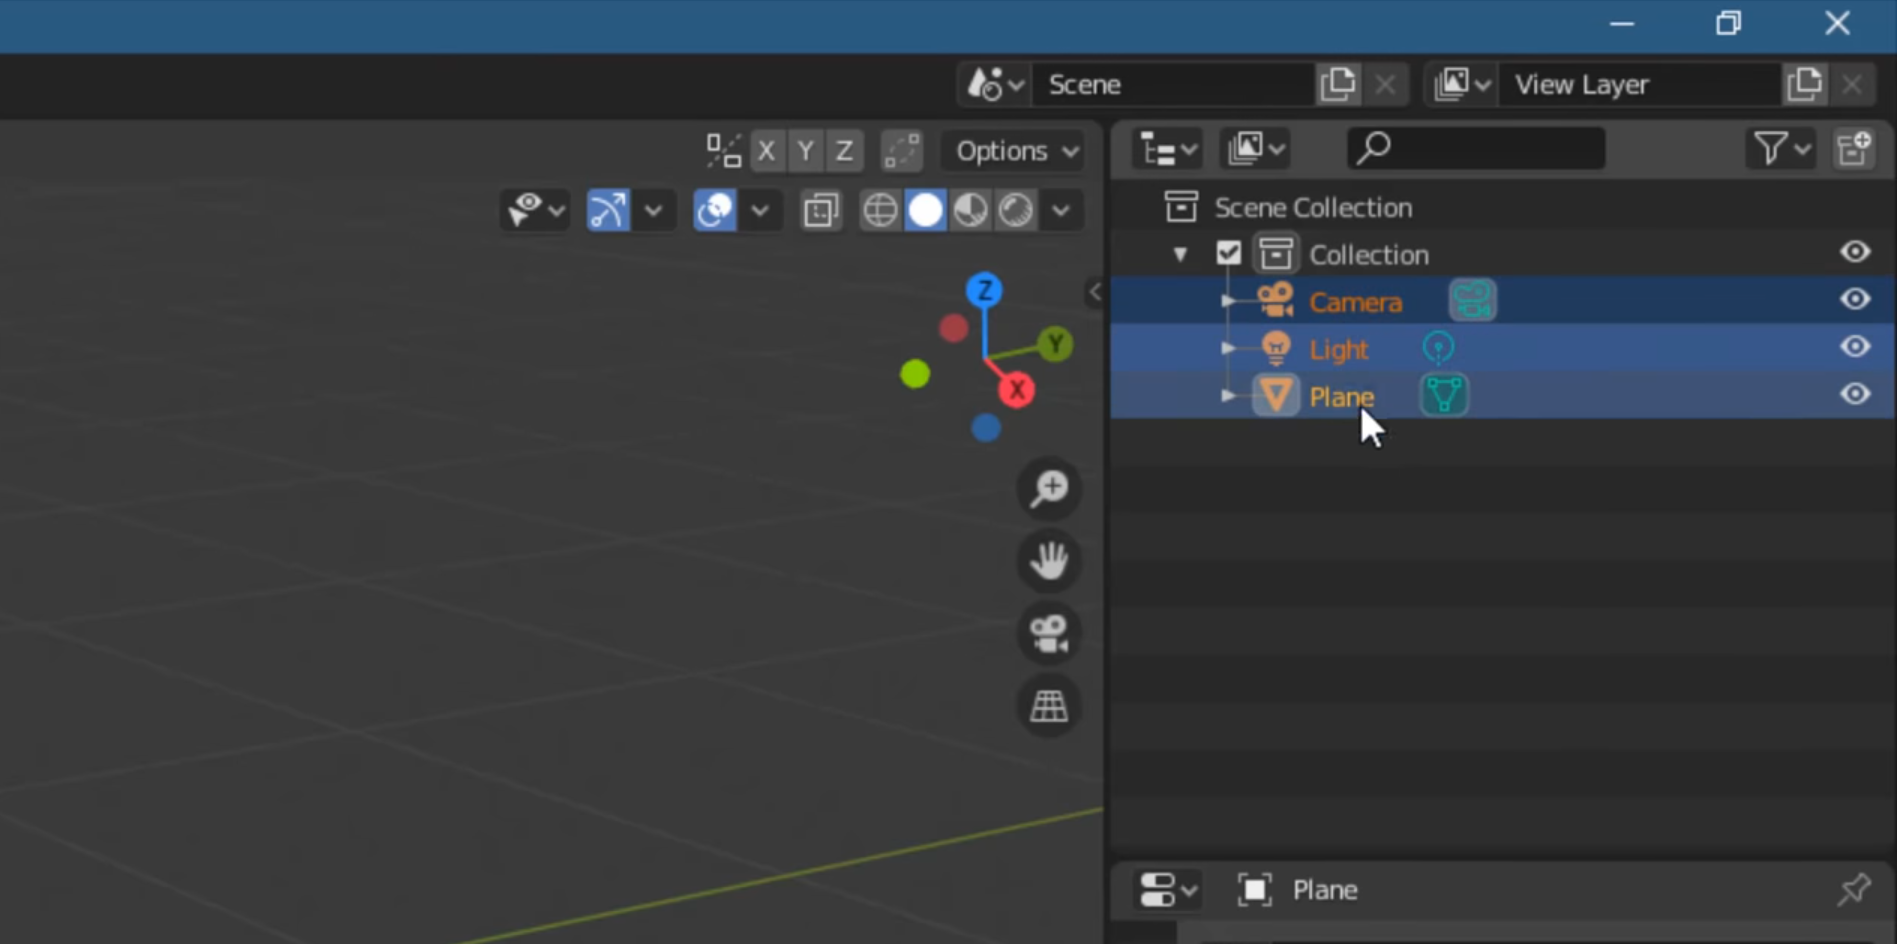 Scene
View Layer
X Y Z
Options
Scene Collection
Collection
Z
Camera
Y
Light
X
Plane
Plane